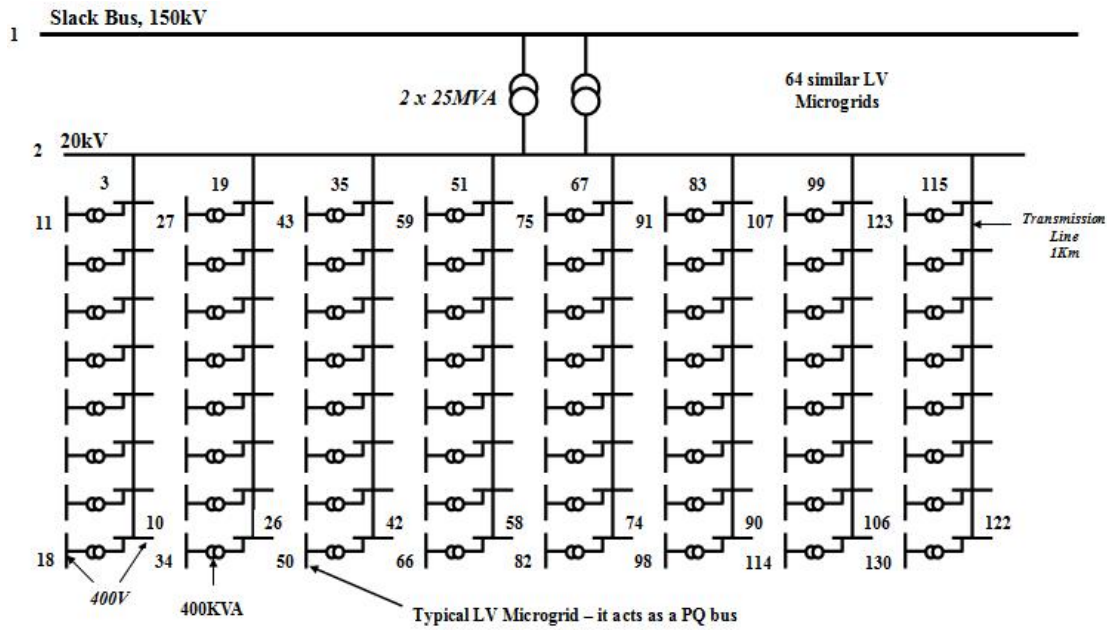 Slack Bus, 150kV
1
2 x 25MVA
64 similar LV
Microgrids
20kV
2
3 19 35 51 67 83 99 115
11 27 43 59 75 91 107 123
Transmission
Line
1Km
10 26 42 58 74 90 106 122
18 34 50 66 82 98 114 130
400V
400KVA
Typical LV Microgrid – it acts as a PQ bus